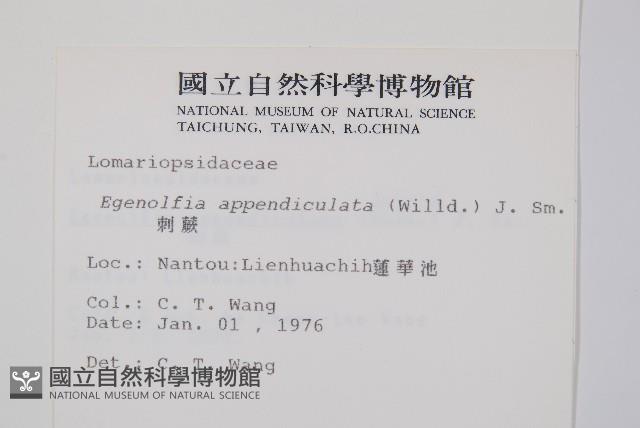 國立自然科學博物館
NATIONAL MUSEUM OF NATURAL SCIENCE
TAICHUNG, TAIWAN, R.O.CHINA
Lomariopsidaceae
Egenolfia appendiculata (Willd.) J. Sm.
刺蕨
Loc.: Nantou:Lienhuachih蓮華池
Col.: C. T. Wang
Date: Jan. 01 , 1976
Det.: C. T. Wang
國立自然科學博物館
NATIONAL MUSEUM OF NATURAL SCIENCE